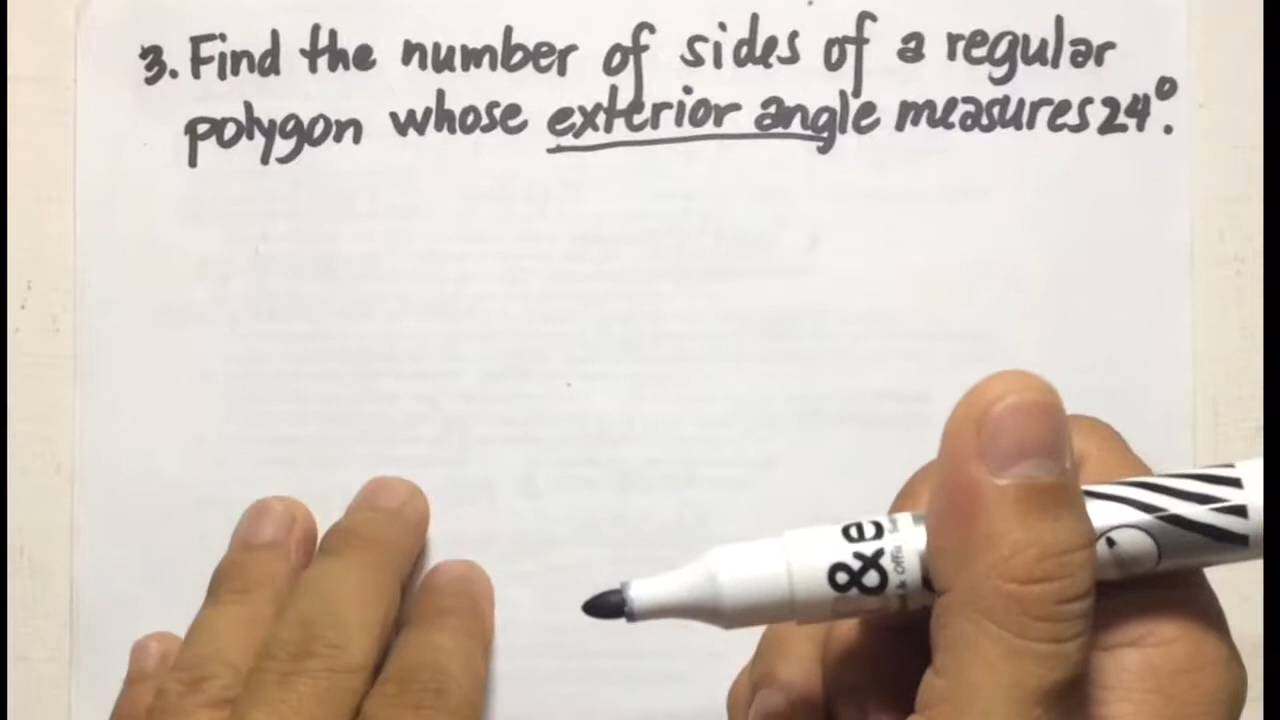 3. Find the number of sides of a regular
polygon whose exterior angle measures 24°.
&e